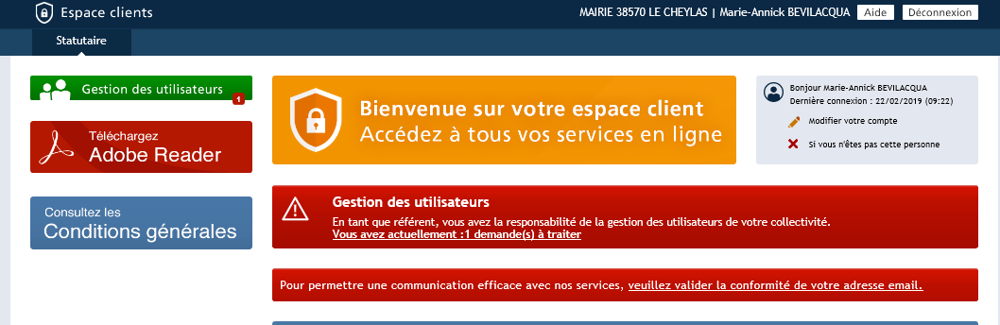 Espace clients
MAIRIE 38570 LE CHEYLAS | Marie-Annick BEVILACQUA
Aide
Déconnexion
Statutaire
Gestion des utilisateurs
1
Téléchargez
Adobe Reader
Consultez les
Conditions générales
Bienvenue sur votre espace client
Accédez à tous vos services en ligne
Bonjour Marie-Annick BEVILACQUA
Dernière connexion : 22/02/2019 (09:22)
Modifier votre compte
Si vous n'êtes pas cette personne
Gestion des utilisateurs
En tant que référent, vous avez la responsabilité de la gestion des utilisateurs de votre collectivité.
Vous avez actuellement :1 demande(s) à traiter
Pour permettre une communication efficace avec nos services, veuillez valider la conformité de votre adresse email.